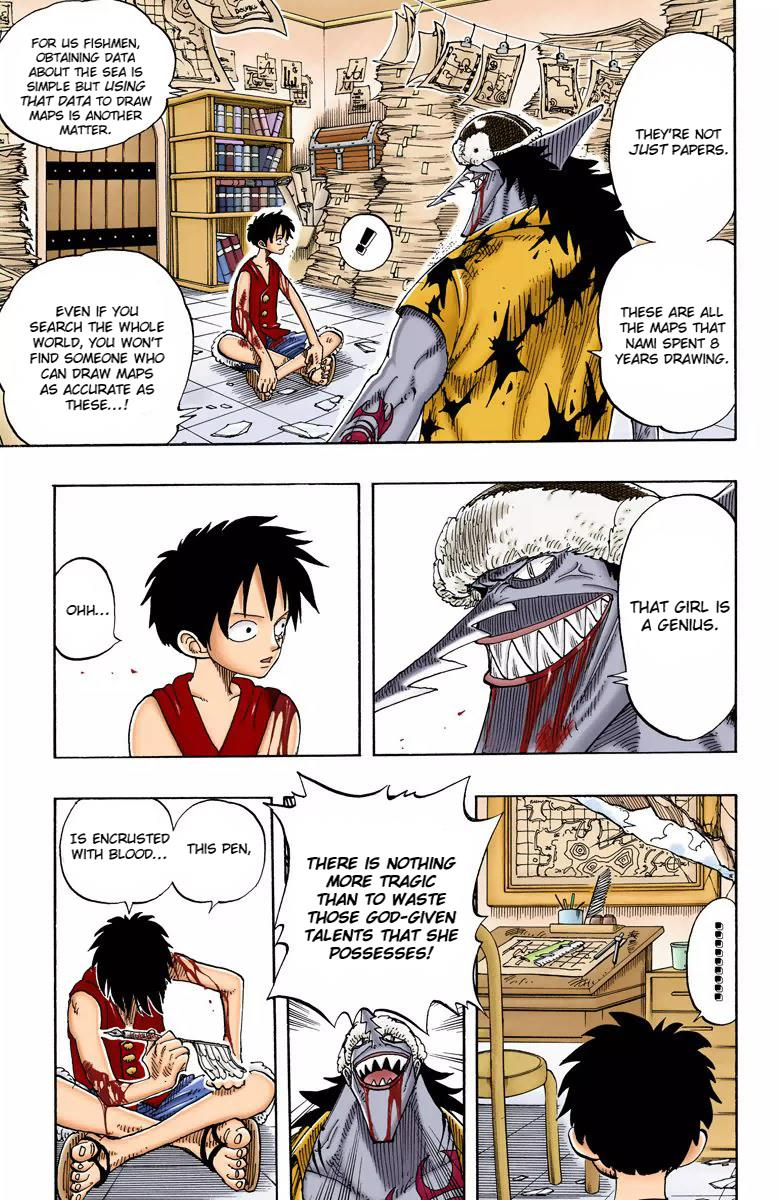 THEY'RE NOT
JUST PAPERS.
THESE ARE ALL
THE MAPS THAT
NAMI SPENT 8
YEARS DRAWING.
FOR US FISHMEN,
OBTAINING DATA
ABOUT THE SEA IS
SIMPLE BUT USING
THAT DATA TO DRAW
MAPS IS ANOTHER
MATTER.
!
EVEN IF YOU
SEARCH THE WHOLE
WORLD, YOU WON'T
FIND SOMEONE WHO
CAN DRAW MAPS
AS ACCURATE AS
THESE...!
THAT GIRL IS
A GENIUS.
OHH...
.........
THERE IS NOTHING
MORE TRAGIC
THAN TO WASTE
THOSE GOD-GIVEN
TALENTS THAT SHE
POSSESSES!
THIS PEN,
IS ENCRUSTED
WITH BLOOD...